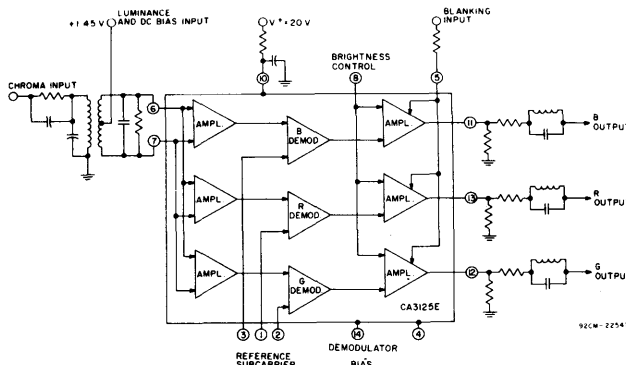 LUMINANCE
AND DC BIAS INPUT
+1 45 V
V+ = 20 V
BLANKING
INPUT
BRIGHTNESS
CONTROL
CHROMA INPUT
10
8
5
6
7
AMPL.
B
DEMOD
AMPL.
11
B
OUTPUT
AMPL.
R
DEMOD
AMPL.
13
R
OUTPUT
AMPL.
G
DEMOD
AMPL.
12
G
OUTPUT
CA3125E
3
1
2
14
4
92CM-2254
REFERENCE
SUBCARRIER
DEMODULATOR
BIAS